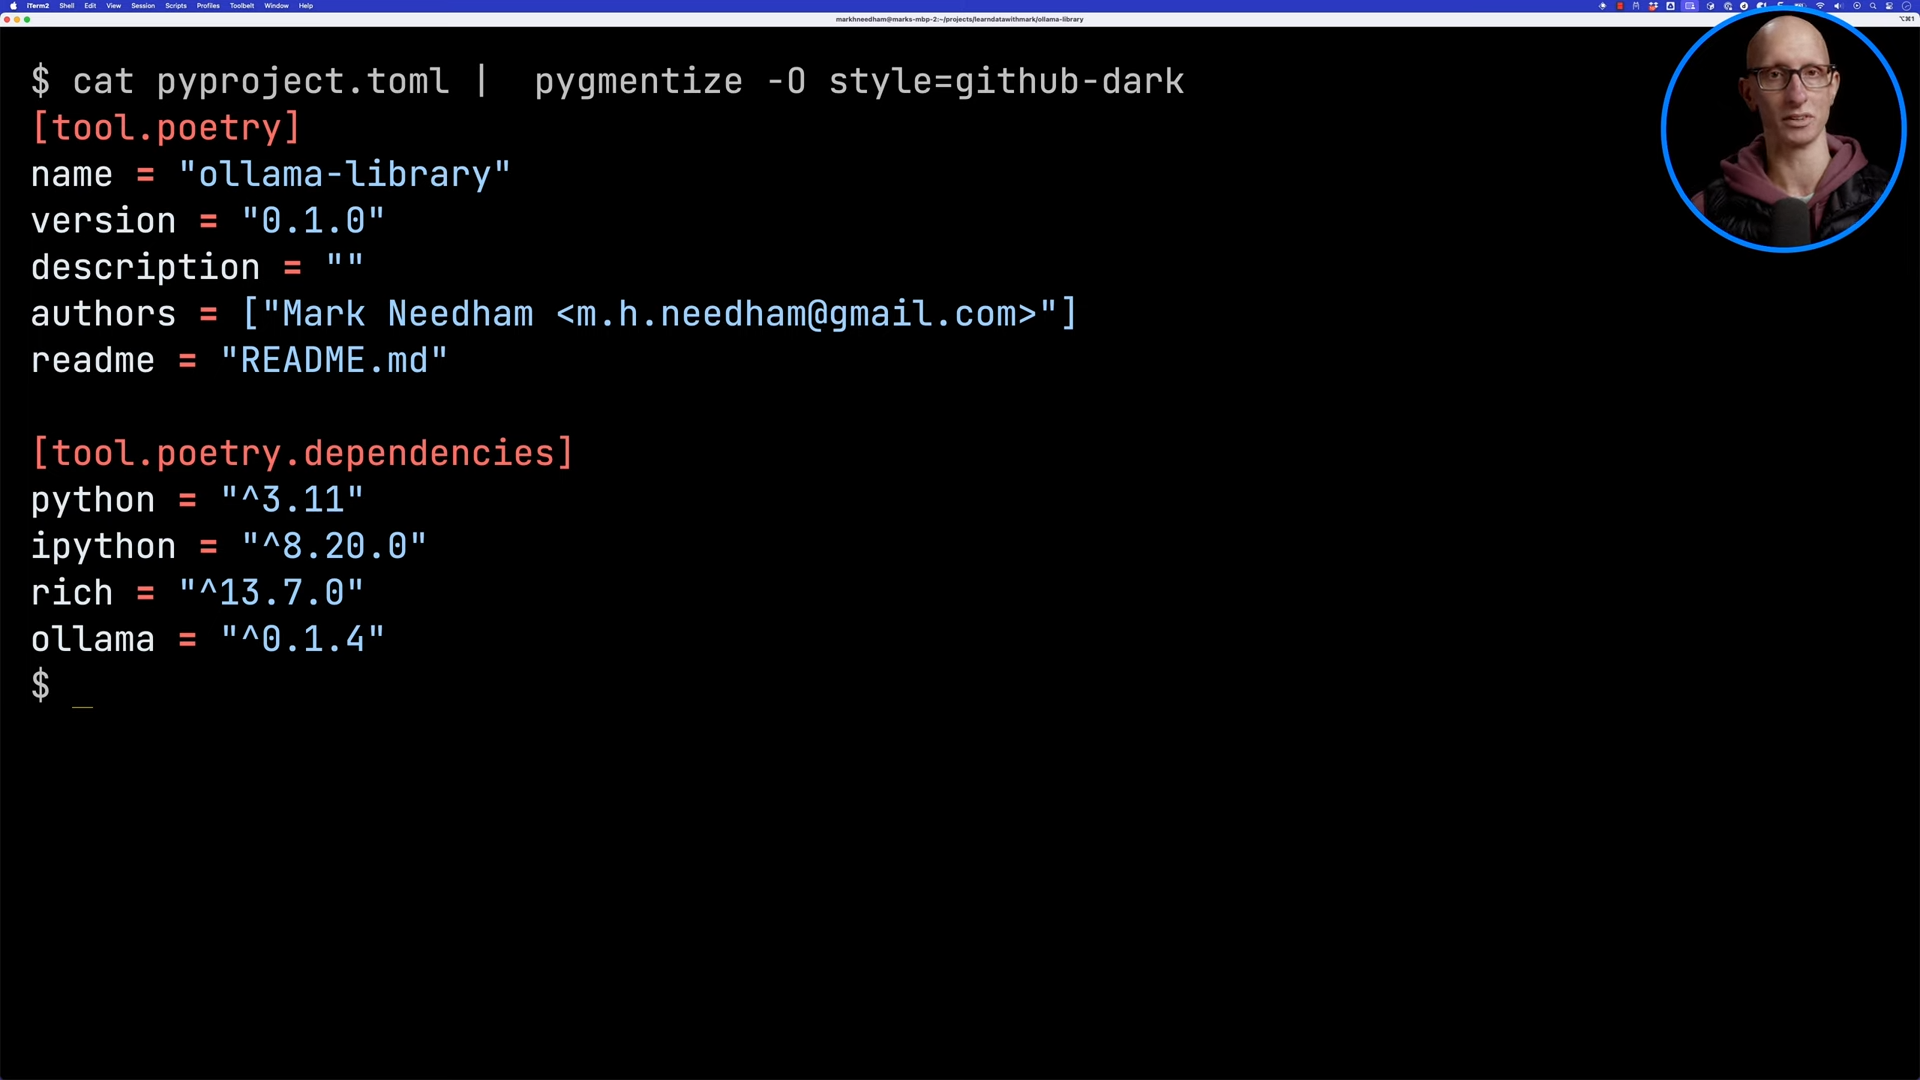 iTerm2 Shell Edit View Session Scripts Profiles Toolbelt Window Help
markhneedham@marks-mbp-2:~/projects/learndatawithmark/ollama-library
⌥⌘1
$ cat pyproject.toml |  pygmentize -O style=github-dark
[tool.poetry]
name = "ollama-library"
version = "0.1.0"
description = ""
authors = ["Mark Needham <m.h.needham@gmail.com>"]
readme = "README.md"
[tool.poetry.dependencies]
python = "^3.11"
ipython = "^8.20.0"
rich = "^13.7.0"
ollama = "^0.1.4"
$ _